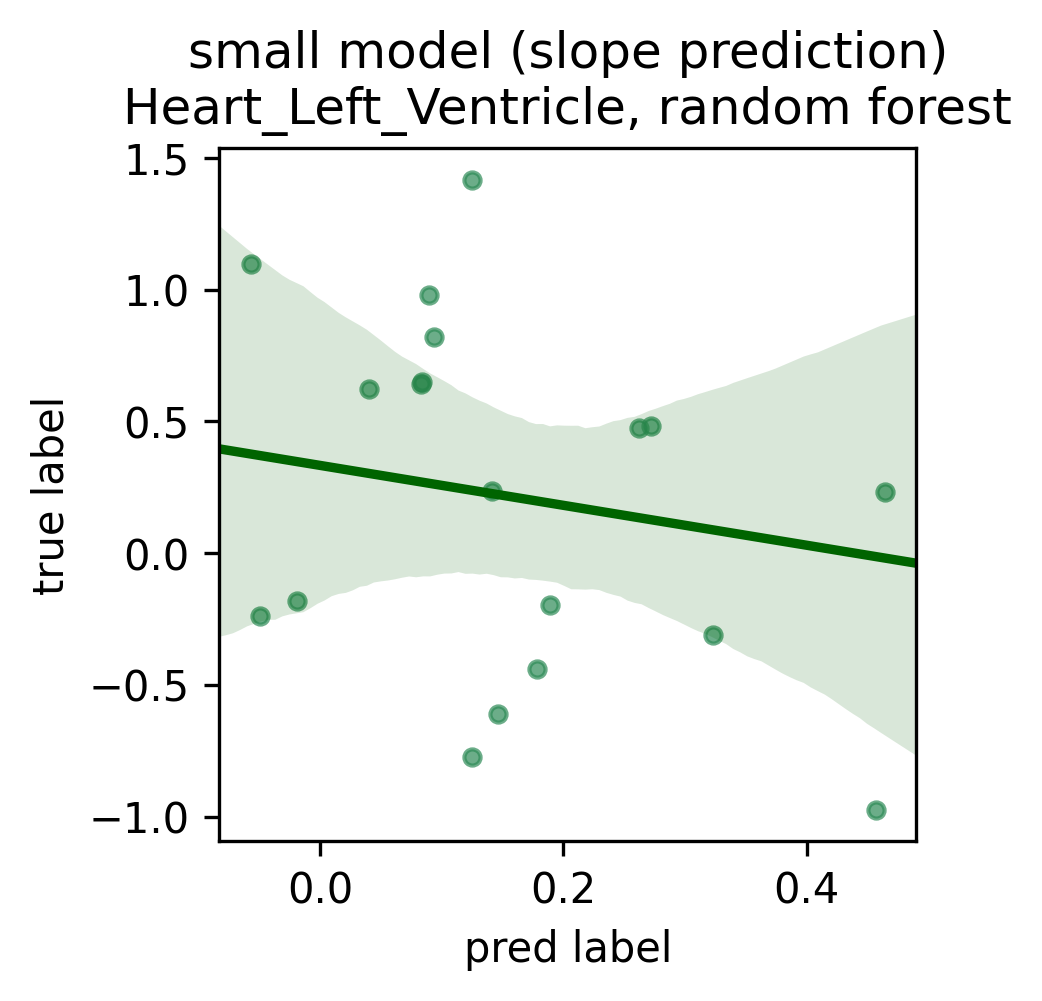 small model (slope prediction)
Heart_Left_Ventricle, random forest
1.5
1.0
0.5
0.0
−0.5
−1.0
true label
0.0 0.2 0.4
pred label